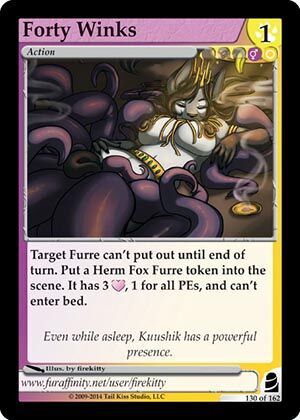 Forty Winks
1
Action
Target Furre can't put out until end of
turn. Put a Herm Fox Furre token into the
scene. It has 3 , 1 for all PEs, and can't
enter bed.
Even while asleep, Kuushik has a powerful
presence.
Illus. by firekitty
www.furaffinity.net/user/firekitty
© 2009-2014 Tail Kiss Studio, LLC
130 of 162